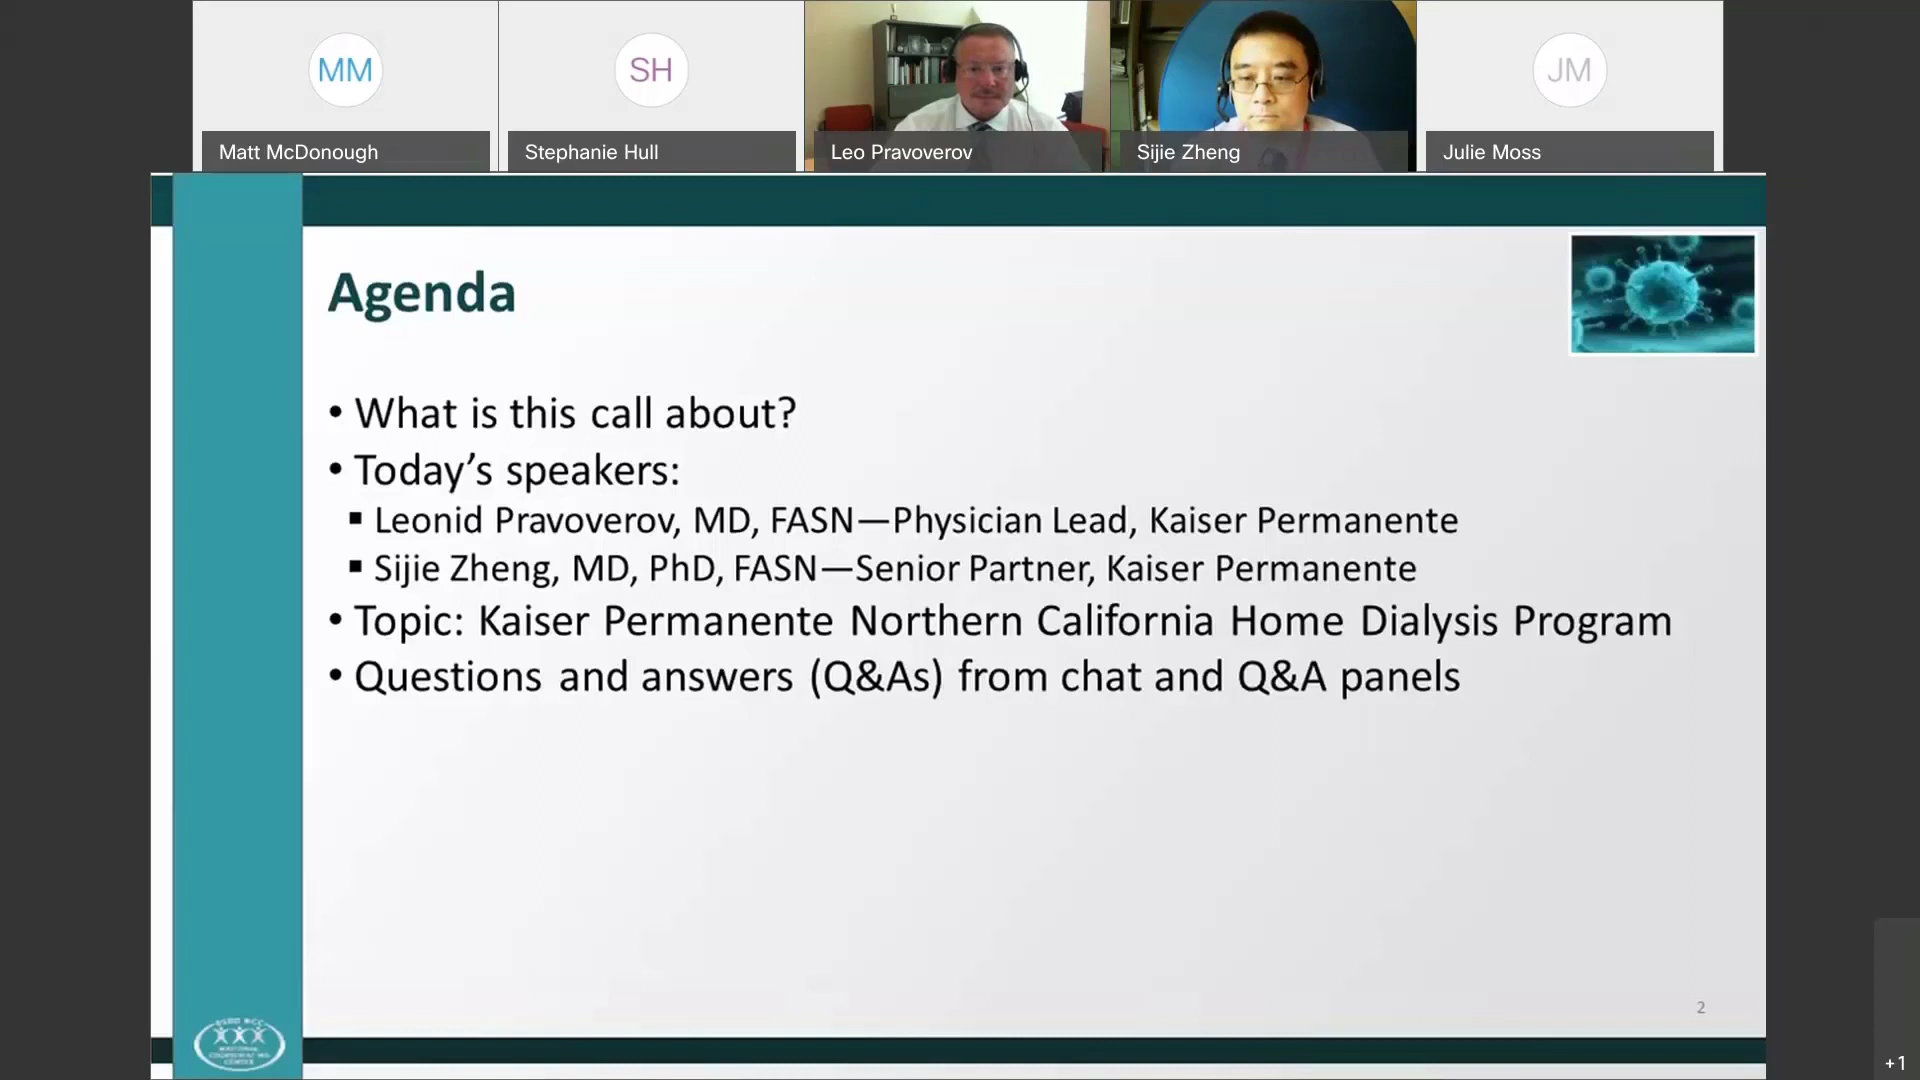 MM
SH
JM
Matt McDonough
Stephanie Hull
Leo Pravoverov
Sijie Zheng
Julie Moss
Agenda
• What is this call about?
• Today’s speakers:
▪ Leonid Pravoverov, MD, FASN—Physician Lead, Kaiser Permanente
▪ Sijie Zheng, MD, PhD, FASN—Senior Partner, Kaiser Permanente
• Topic: Kaiser Permanente Northern California Home Dialysis Program
• Questions and answers (Q&As) from chat and Q&A panels
2
CENTER
+1